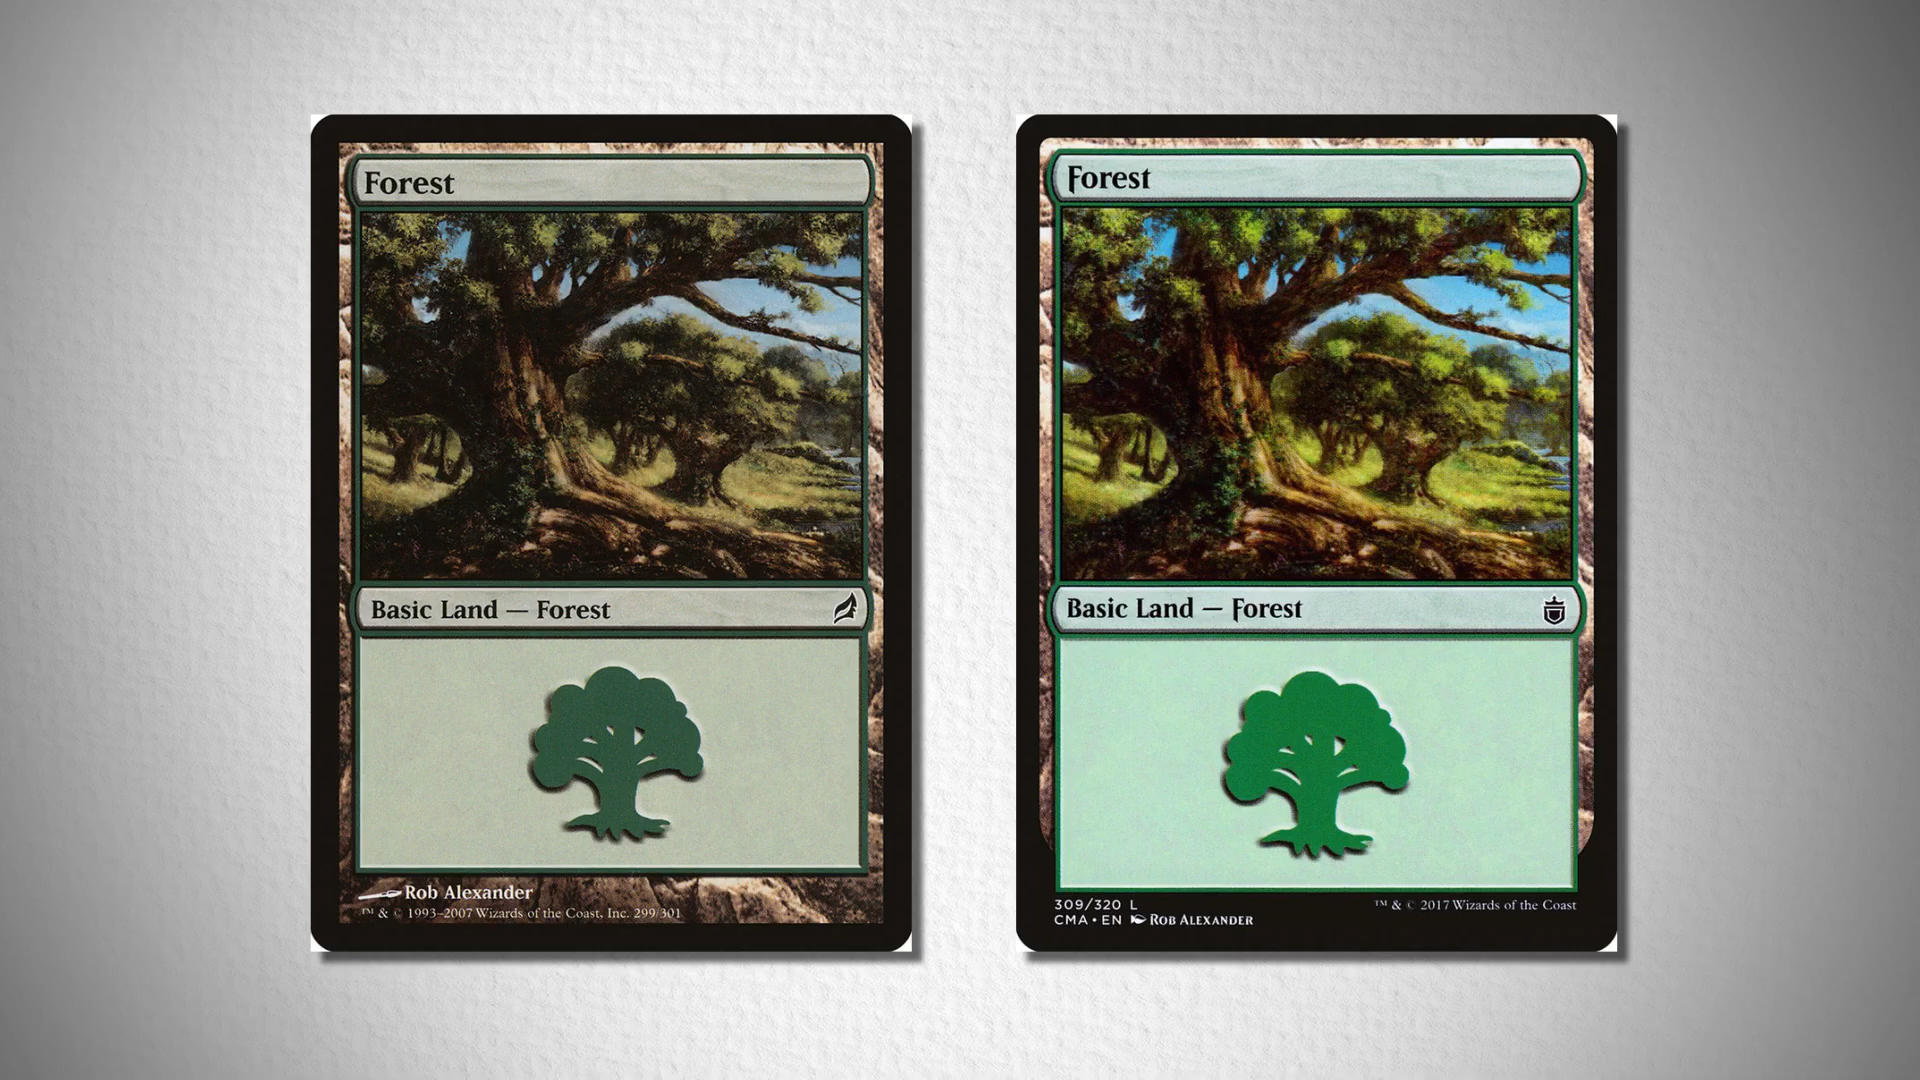 Forest
Basic Land — Forest
Rob Alexander
™ & © 1993–2007 Wizards of the Coast, Inc. 299/301
Forest
Basic Land — Forest
309/320 L
CMA • EN Rob Alexander
™ & © 2017 Wizards of the Coast